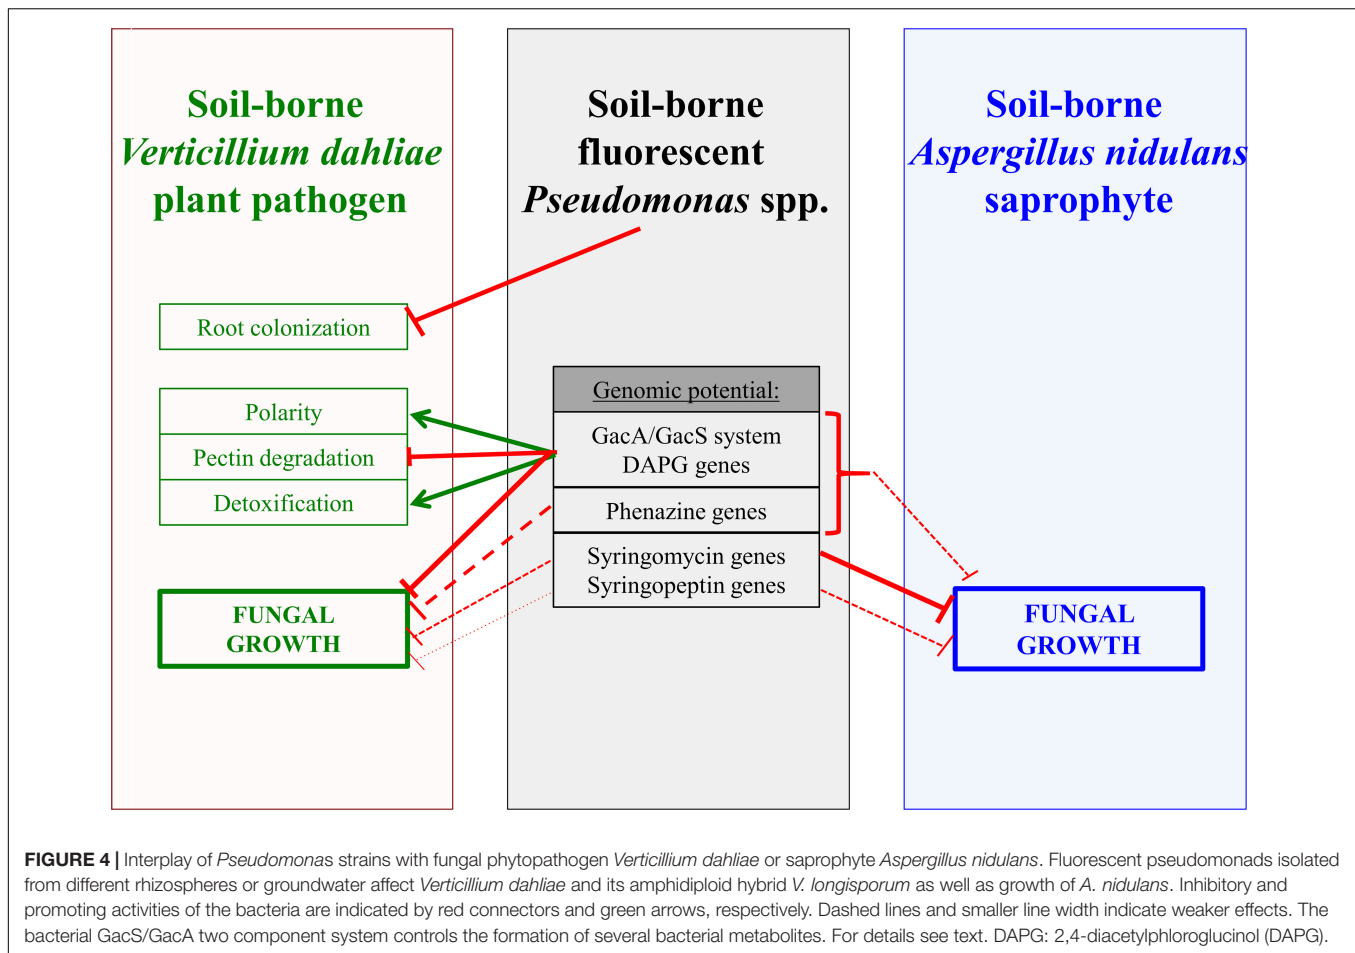 Soil-borne
Verticillium dahliae
plant pathogen
Root colonization
Polarity
Pectin degradation
Detoxification
FUNGAL
GROWTH
Soil-borne
fluorescent
Pseudomonas spp.
Genomic potential:
GacA/GacS system
DAPG genes
Phenazine genes
Syringomycin genes
Syringopeptin genes
Soil-borne
Aspergillus nidulans
saprophyte
FUNGAL
GROWTH
FIGURE 4 | Interplay of Pseudomonas strains with fungal phytopathogen Verticillium dahliae or saprophyte Aspergillus nidulans. Fluorescent pseudomonads isolated
from different rhizospheres or groundwater affect Verticillium dahliae and its amphidiploid hybrid V. longisporum as well as growth of A. nidulans. Inhibitory and
promoting activities of the bacteria are indicated by red connectors and green arrows, respectively. Dashed lines and smaller line width indicate weaker effects. The
bacterial GacS/GacA two component system controls the formation of several bacterial metabolites. For details see text. DAPG: 2,4-diacetylphloroglucinol (DAPG).